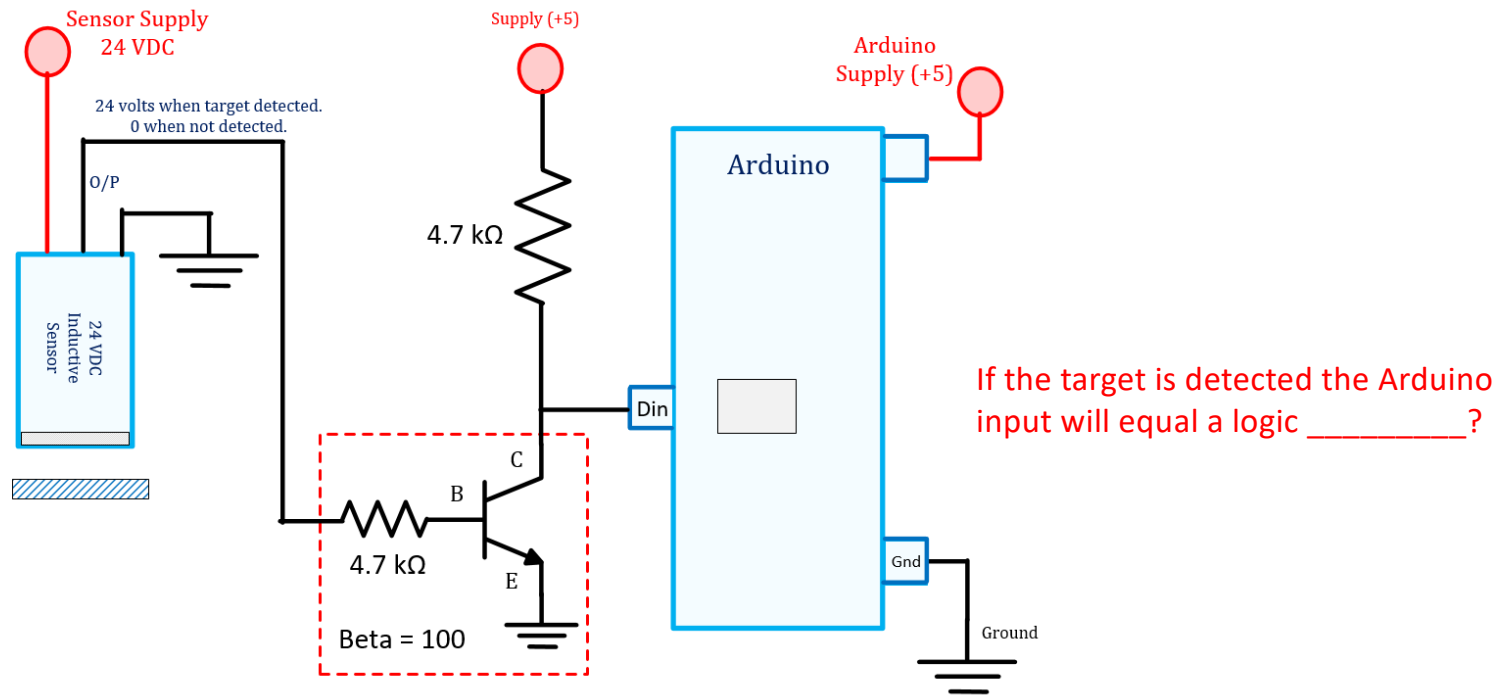 Sensor Supply
24 VDC
Supply (+5)
Arduino
Supply (+5)
24 volts when target detected.
0 when not detected.
O/P
Arduino
4.7 kΩ
24 VDC
Inductive
Sensor
Din
If the target is detected the Arduino
input will equal a logic _________?
C
B
4.7 kΩ
E
Gnd
Beta = 100
Ground